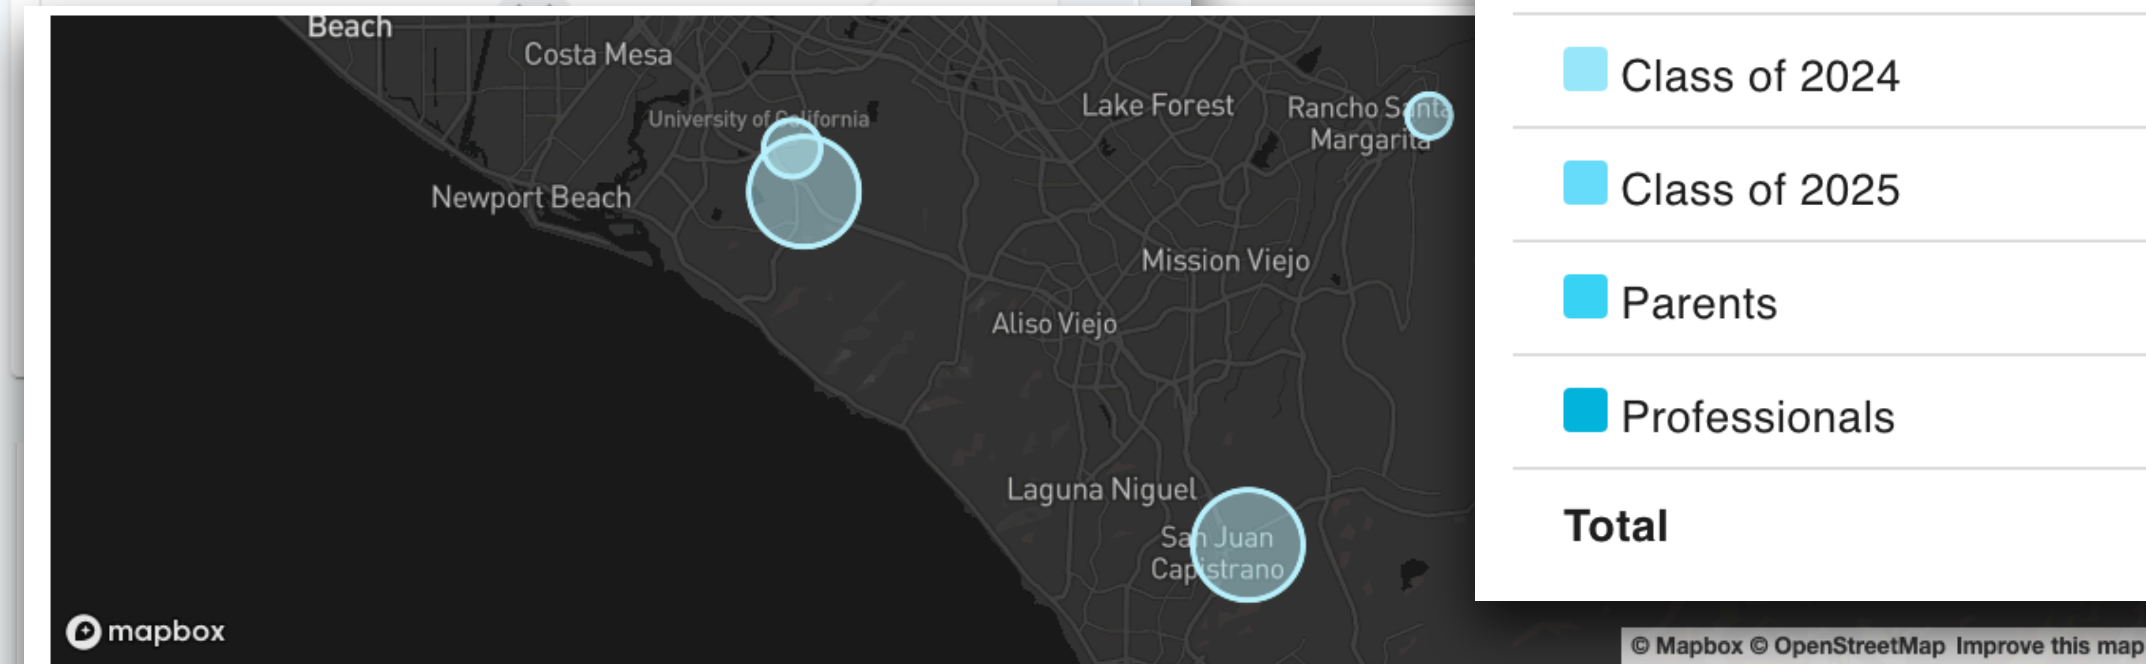 Beach
Costa Mesa
University of California
Lake Forest
Rancho Santa
Margarita
Newport Beach
Mission Viejo
Aliso Viejo
Laguna Niguel
San Juan
Capistrano
mapbox
Class of 2024
Class of 2025
Parents
Professionals
Total
© Mapbox © OpenStreetMap Improve this map